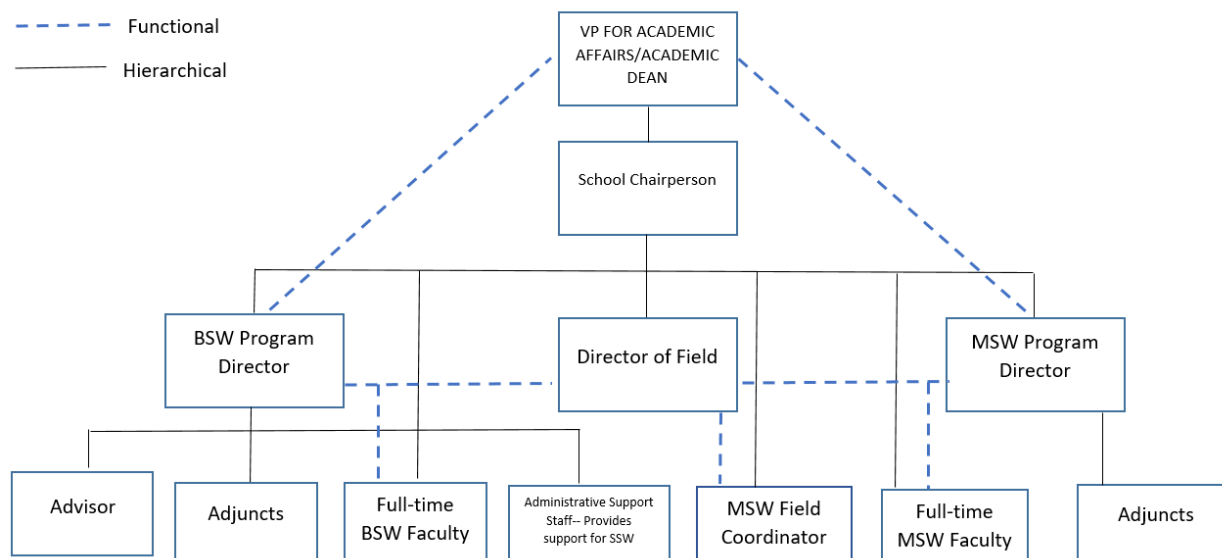 Functional
Hierarchical
VP FOR ACADEMIC
AFFAIRS/ACADEMIC
DEAN
School Chairperson
BSW Program
Director
Director of Field
MSW Program
Director
Advisor
Adjuncts
Full-time
BSW Faculty
Administrative Support
Staff-- Provides
support for SSW
MSW Field
Coordinator
Full-time
MSW Faculty
Adjuncts